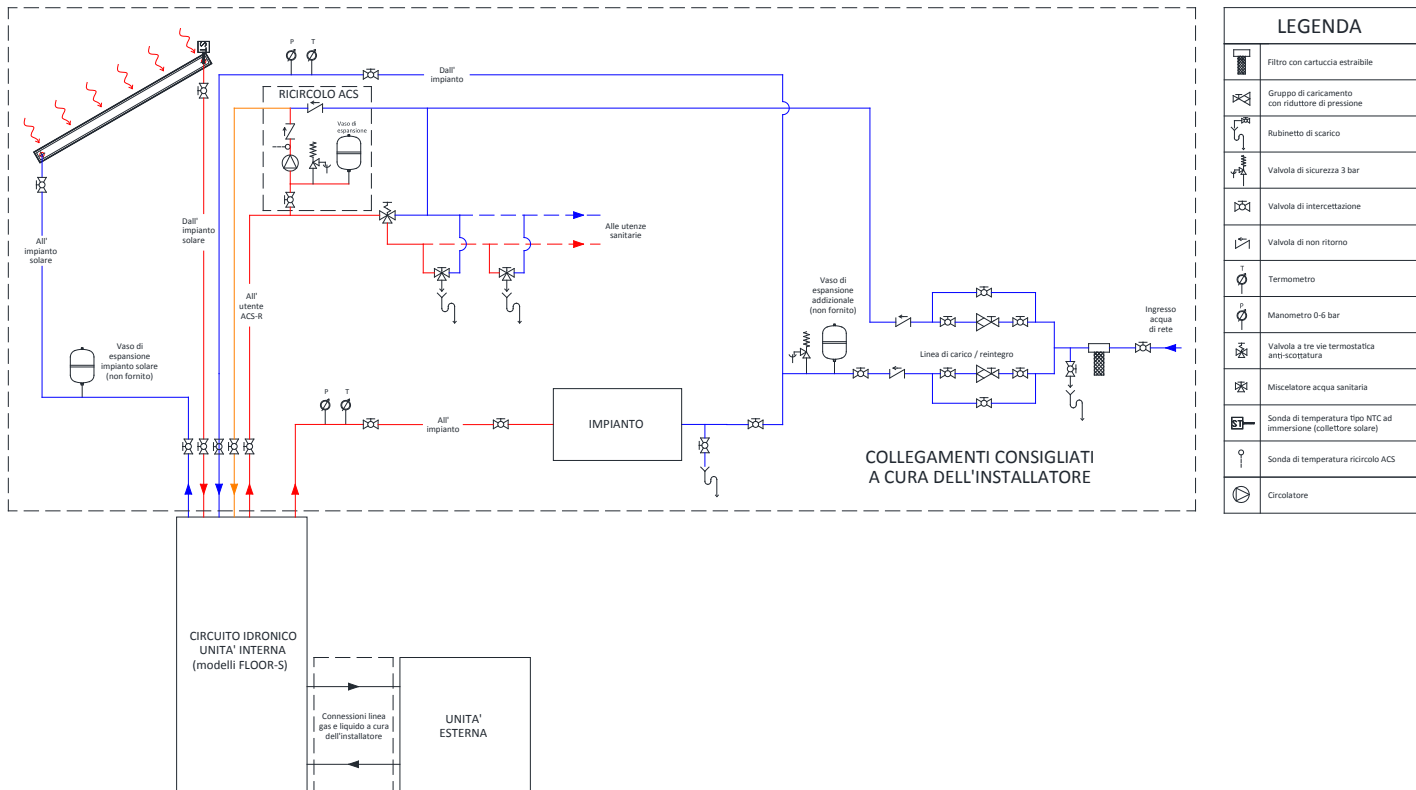 ST
P
T
Dall'
impianto
RICIRCOLO ACS
Vaso di
espansione
Dall'
impianto
solare
All'
impianto
solare
Alle utenze
sanitarie
All'
utente
ACS-R
Vaso di
espansione
addizionale
(non fornito)
Ingresso
acqua
di rete
Linea di carico / reintegro
Vaso di
espansione
impianto solare
(non fornito)
P
T
All'
impianto
IMPIANTO
COLLEGAMENTI CONSIGLIATI
A CURA DELL'INSTALLATORE
CIRCUITO IDRONICO
UNITA' INTERNA
(modelli FLOOR-S)
Connessioni linea
gas e liquido a cura
dell'installatore
UNITA'
ESTERNA
LEGENDA
Filtro con cartuccia estraibile
Gruppo di caricamento
con riduttore di pressione
Rubinetto di scarico
Valvola di sicurezza 3 bar
Valvola di intercettazione
Valvola di non ritorno
T
Termometro
P
Manometro 0-6 bar
Valvola a tre vie termostatica
anti-scottatura
Miscelatore acqua sanitaria
ST
Sonda di temperatura tipo NTC ad
immersione (collettore solare)
Sonda di temperatura ricircolo ACS
Circolatore